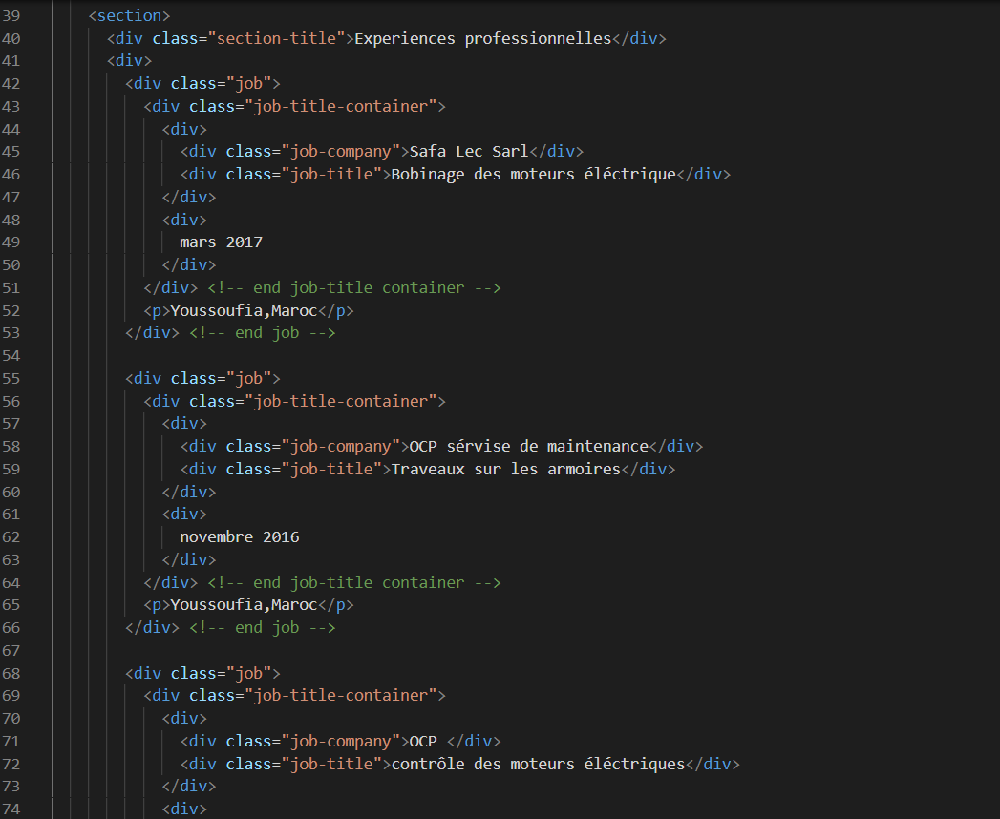 39 <section>
40 <div class="section-title">Experiences professionnelles</div>
41 <div>
42 <div class="job">
43 <div class="job-title-container">
44 <div>
45 <div class="job-company">Safa Lec Sarl</div>
46 <div class="job-title">Bobinage des moteurs éléctrique</div>
47 </div>
48 <div>
49 mars 2017
50 </div>
51 </div> <!-- end job-title container -->
52 <p>Youssoufia,Maroc</p>
53 </div> <!-- end job -->
54
55 <div class="job">
56 <div class="job-title-container">
57 <div>
58 <div class="job-company">OCP sérvise de maintenance</div>
59 <div class="job-title">Traveaux sur les armoires</div>
60 </div>
61 <div>
62 novembre 2016
63 </div>
64 </div> <!-- end job-title container -->
65 <p>Youssoufia,Maroc</p>
66 </div> <!-- end job -->
67
68 <div class="job">
69 <div class="job-title-container">
70 <div>
71 <div class="job-company">OCP </div>
72 <div class="job-title">contrôle des moteurs éléctriques</div>
73 </div>
74 <div>